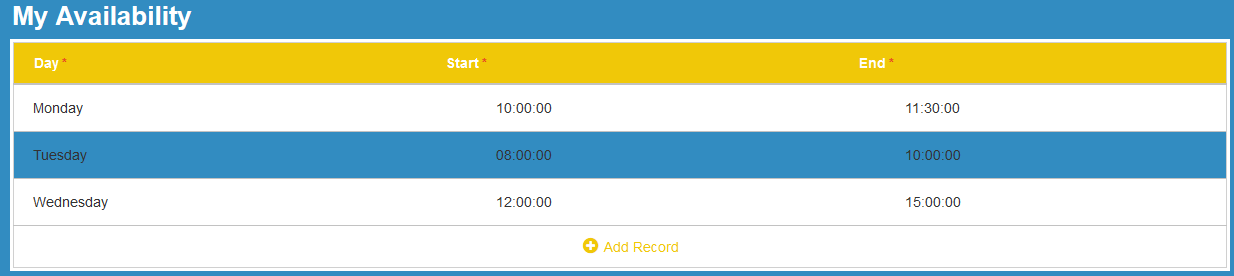 My Availability
Day * Start * End *
Monday 10:00:00 11:30:00
Tuesday 08:00:00 10:00:00
Wednesday 12:00:00 15:00:00
Add Record